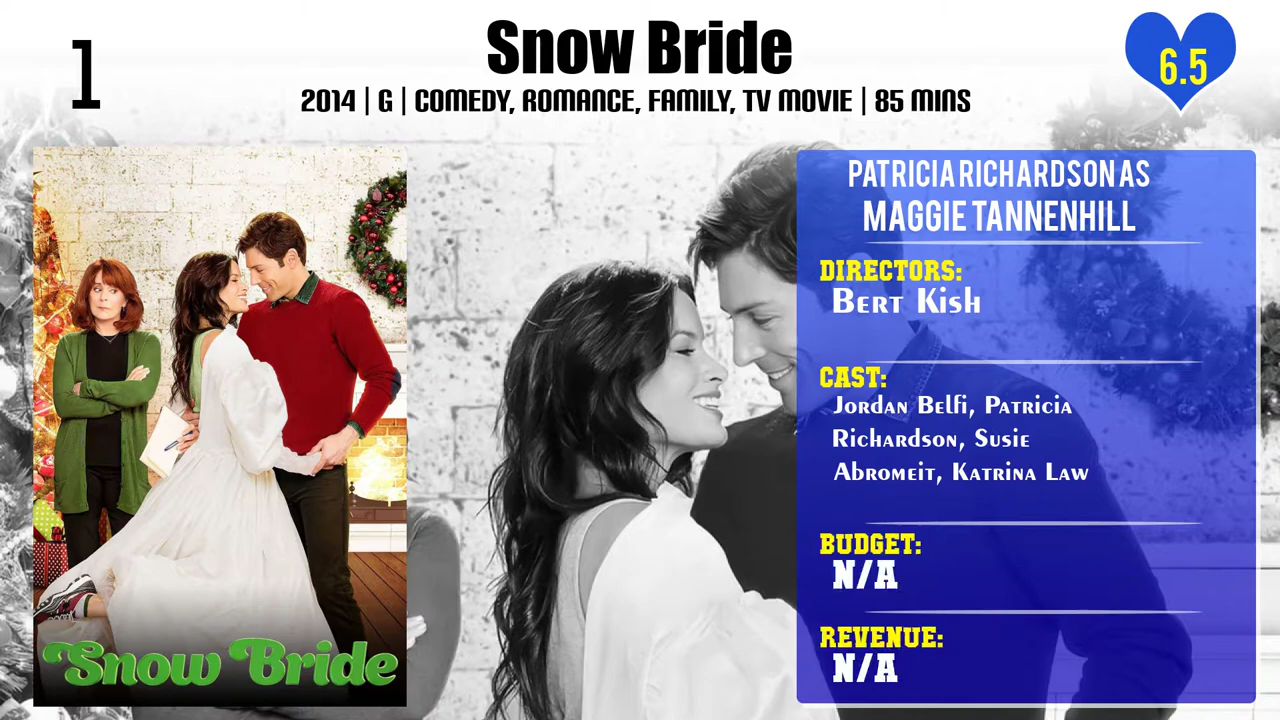 1
Snow Bride
2014 | G | COMEDY, ROMANCE, FAMILY, TV MOVIE | 85 MINS
6.5
PATRICIA RICHARDSON AS
MAGGIE TANNENHILL
DIRECTORS:
Bert Kish
CAST:
Jordan Belfi, Patricia
Richardson, Susie
Abromeit, Katrina Law
BUDGET:
N/A
REVENUE:
N/A
Snow Bride